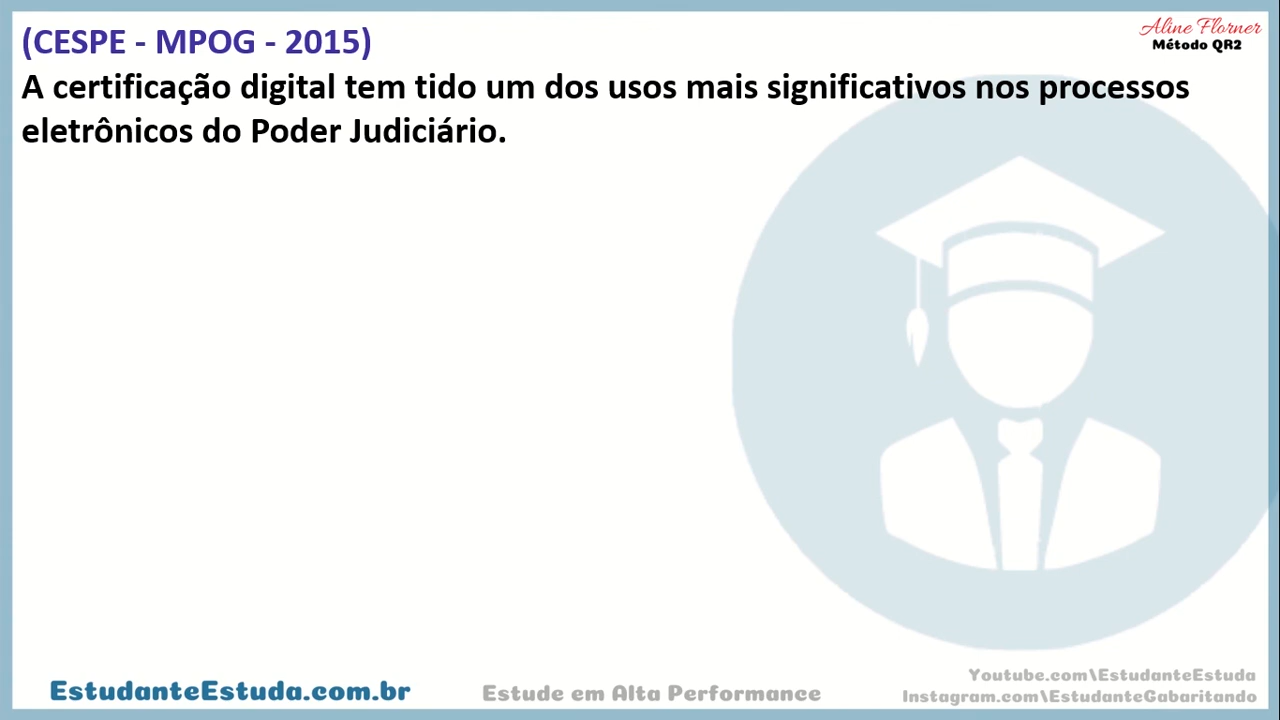 (CESPE - MPOG - 2015)
Aline Florner
Método QR2
A certificação digital tem tido um dos usos mais significativos nos processos
eletrônicos do Poder Judiciário.
EstudanteEstuda.com.br
Estude em Alta Performance
Youtube.com\EstudanteEstuda
Instagram.com\EstudanteGabaritando